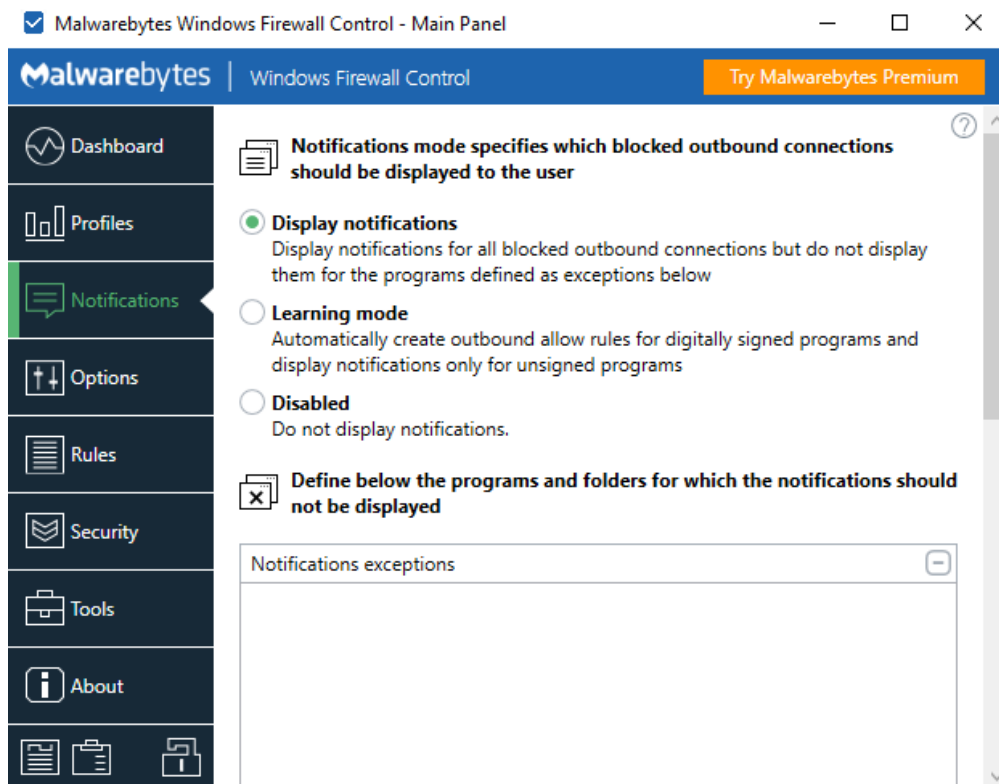 Malwarebytes Windows Firewall Control - Main Panel
Malwarebytes | Windows Firewall Control
Try Malwarebytes Premium
Dashboard
Profiles
Notifications
Options
Rules
Security
Tools
About
Notifications mode specifies which blocked outbound connections
should be displayed to the user
Display notifications
Display notifications for all blocked outbound connections but do not display
them for the programs defined as exceptions below
Learning mode
Automatically create outbound allow rules for digitally signed programs and
display notifications only for unsigned programs
Disabled
Do not display notifications.
Define below the programs and folders for which the notifications should
not be displayed
Notifications exceptions